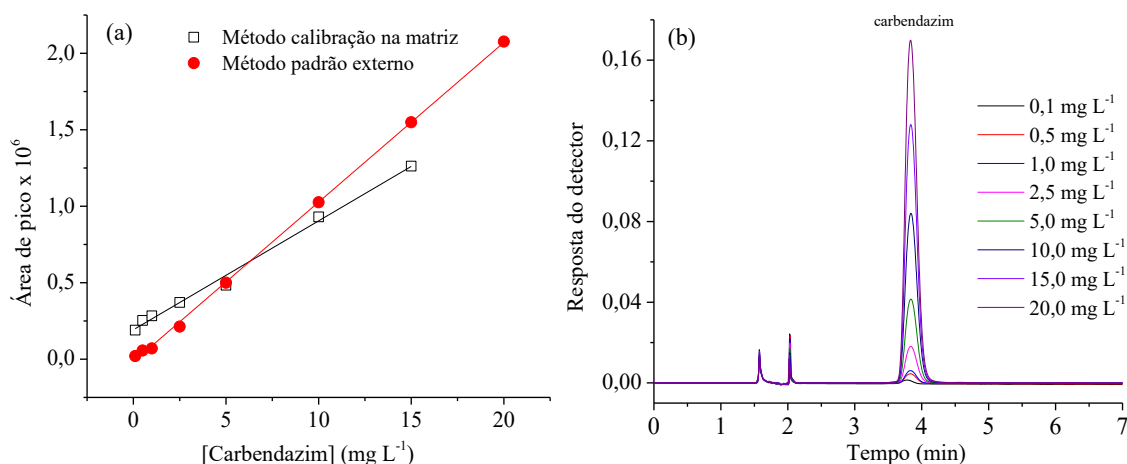 (a)
Método calibração na matriz
Método padrão externo
2,0
1,5
1,0
0,5
0,0
Área de pico x 10⁶
0
5
10
15
20
[Carbendazim] (mg L⁻¹)
(b)
carbendazim
0,16
0,12
0,08
0,04
0,00
Resposta do detector
0,1 mg L⁻¹
0,5 mg L⁻¹
1,0 mg L⁻¹
2,5 mg L⁻¹
5,0 mg L⁻¹
10,0 mg L⁻¹
15,0 mg L⁻¹
20,0 mg L⁻¹
0
1
2
3
4
5
6
7
Tempo (min)